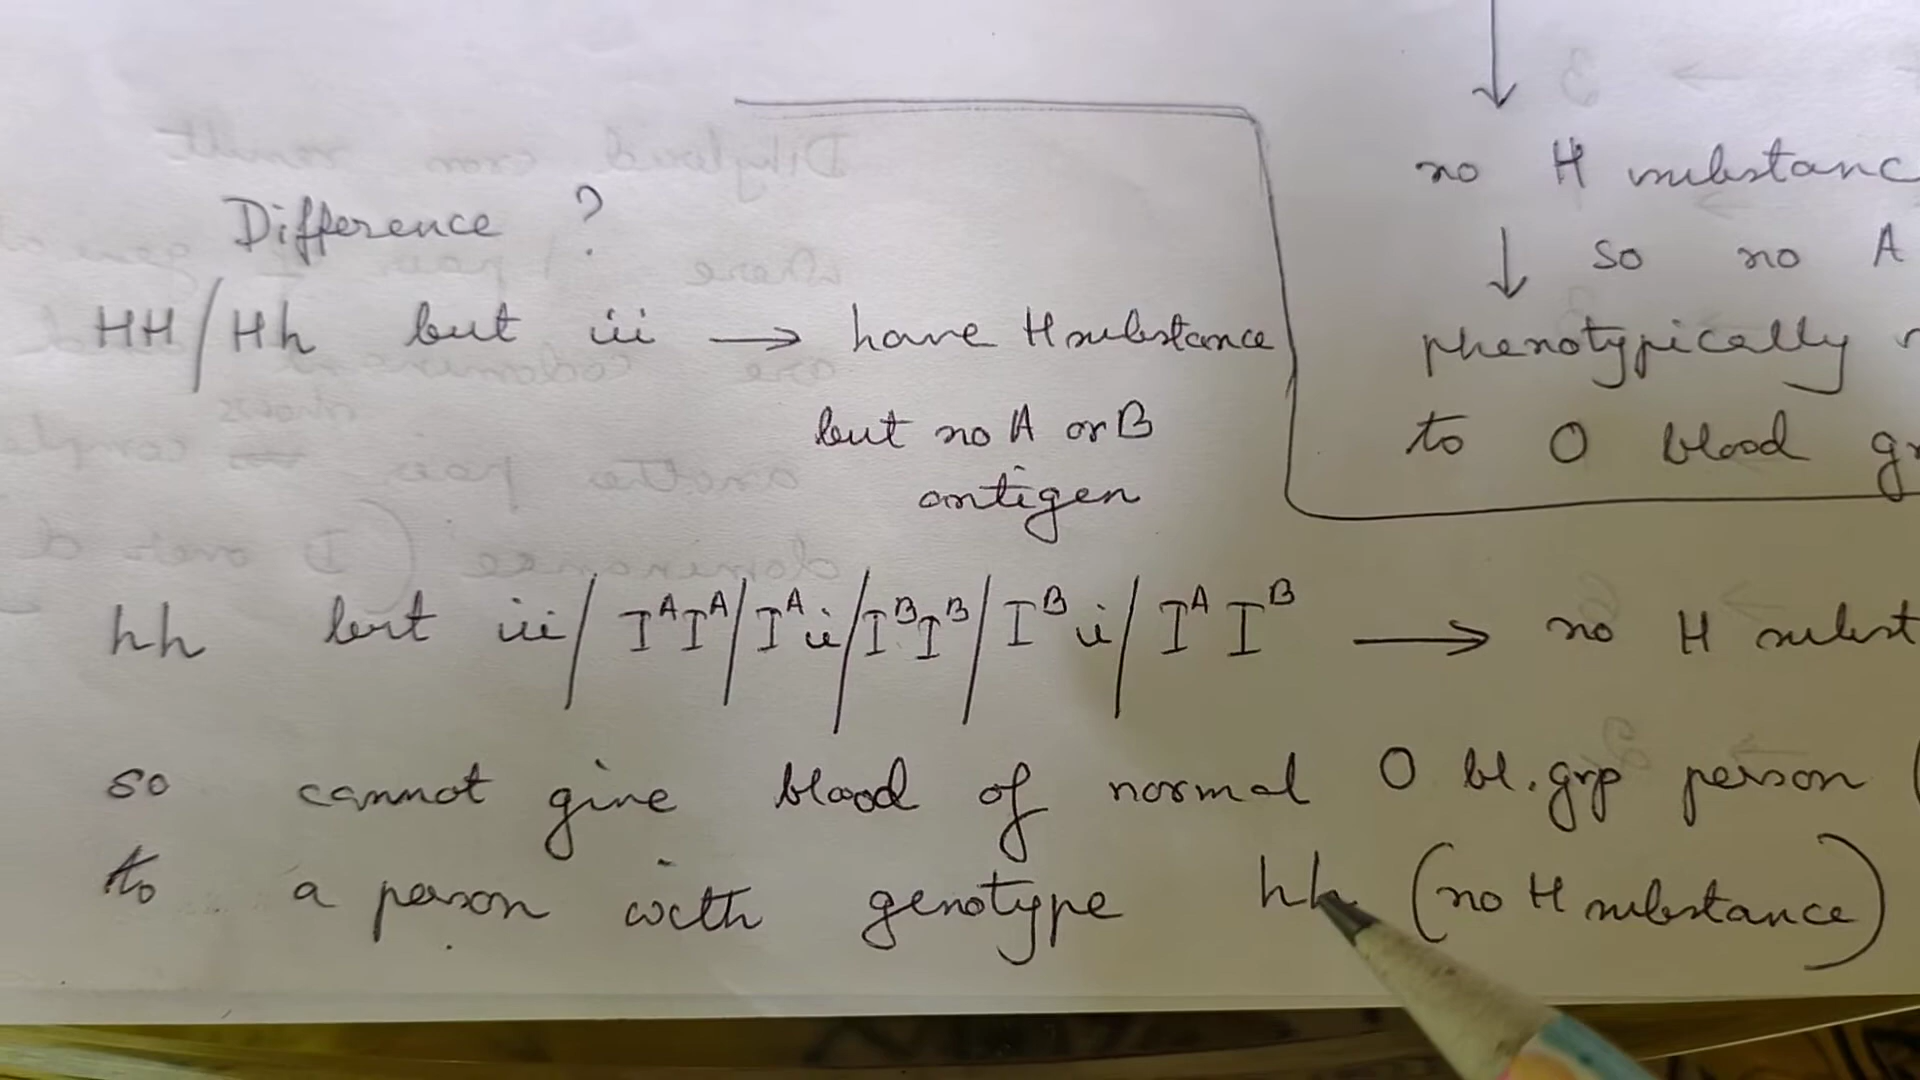 no H substanc
so no A
phenotypically
to O blood
Difference ?
HH/Hh but ii → have H substance
but no A or B
antigen
hh but ii/ IᴬIᴬ/Iᴬi/IᴮIᴮ/Iᴮi/ IᴬIᴮ → no H subst
so cannot give blood of normal O bl. grp person (
to a person with genotype hh (no H substance)